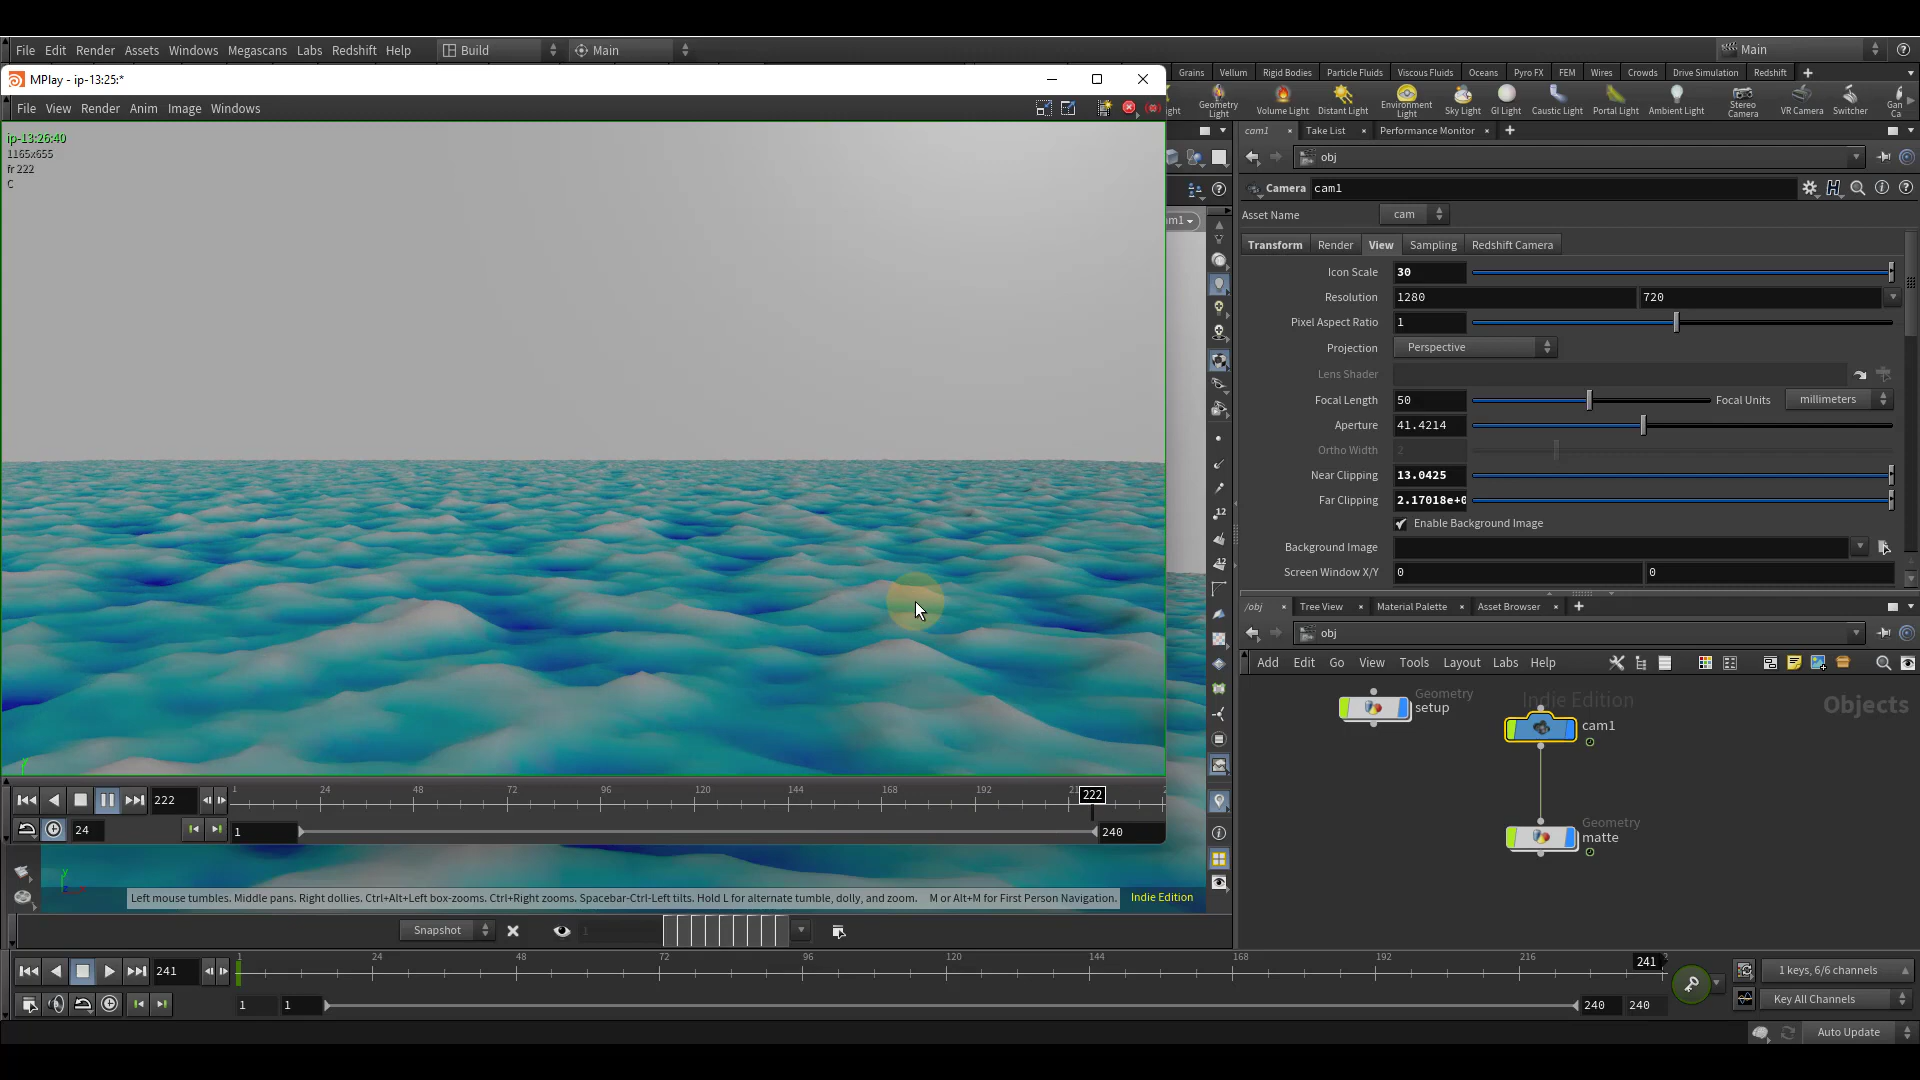 File Edit Render Assets Windows Megascans Labs Redshift Help Build Main Main
MPlay - ip-13:25:*
File View Render Anim Image Windows
ip-13:26:40
1165x655
fr 222
C
Grains Vellum Rigid Bodies Particle Fluids Viscous Fluids Oceans Pyro FX FEM Wires Crowds Drive Simulation Redshift
Geometry Light Volume Light Distant Light Environment Light Sky Light GI Light Caustic Light Portal Light Ambient Light Stereo Camera VR Camera Switcher Gan Ca
cam1 Take List Performance Monitor
obj
Camera cam1
Asset Name cam
Transform Render View Sampling Redshift Camera
Icon Scale 30
Resolution 1280 720
Pixel Aspect Ratio 1
Projection Perspective
Lens Shader
Focal Length 50 Focal Units millimeters
Aperture 41.4214
Ortho Width 2
Near Clipping 13.0425
Far Clipping 2.17018e+0
Enable Background Image
Background Image
Screen Window X/Y 0 0
/obj Tree View Material Palette Asset Browser
obj
Add Edit Go View Tools Layout Labs Help
Indie Edition
Objects
Geometry
setup
cam1
Geometry
matte
1 24 48 72 96 120 144 168 192
222
222
24 1 240
Left mouse tumbles. Middle pans. Right dollies. Ctrl+Alt+Left box-zooms. Ctrl+Right zooms. Spacebar-Ctrl-Left tilts. Hold L for alternate tumble, dolly, and zoom. M or Alt+M for First Person Navigation.
Indie Edition
Snapshot 1
241 1 24 48 72 96 120 144 168 192 216 241
1 keys, 6/6 channels
1 1 240 240
Key All Channels
Auto Update